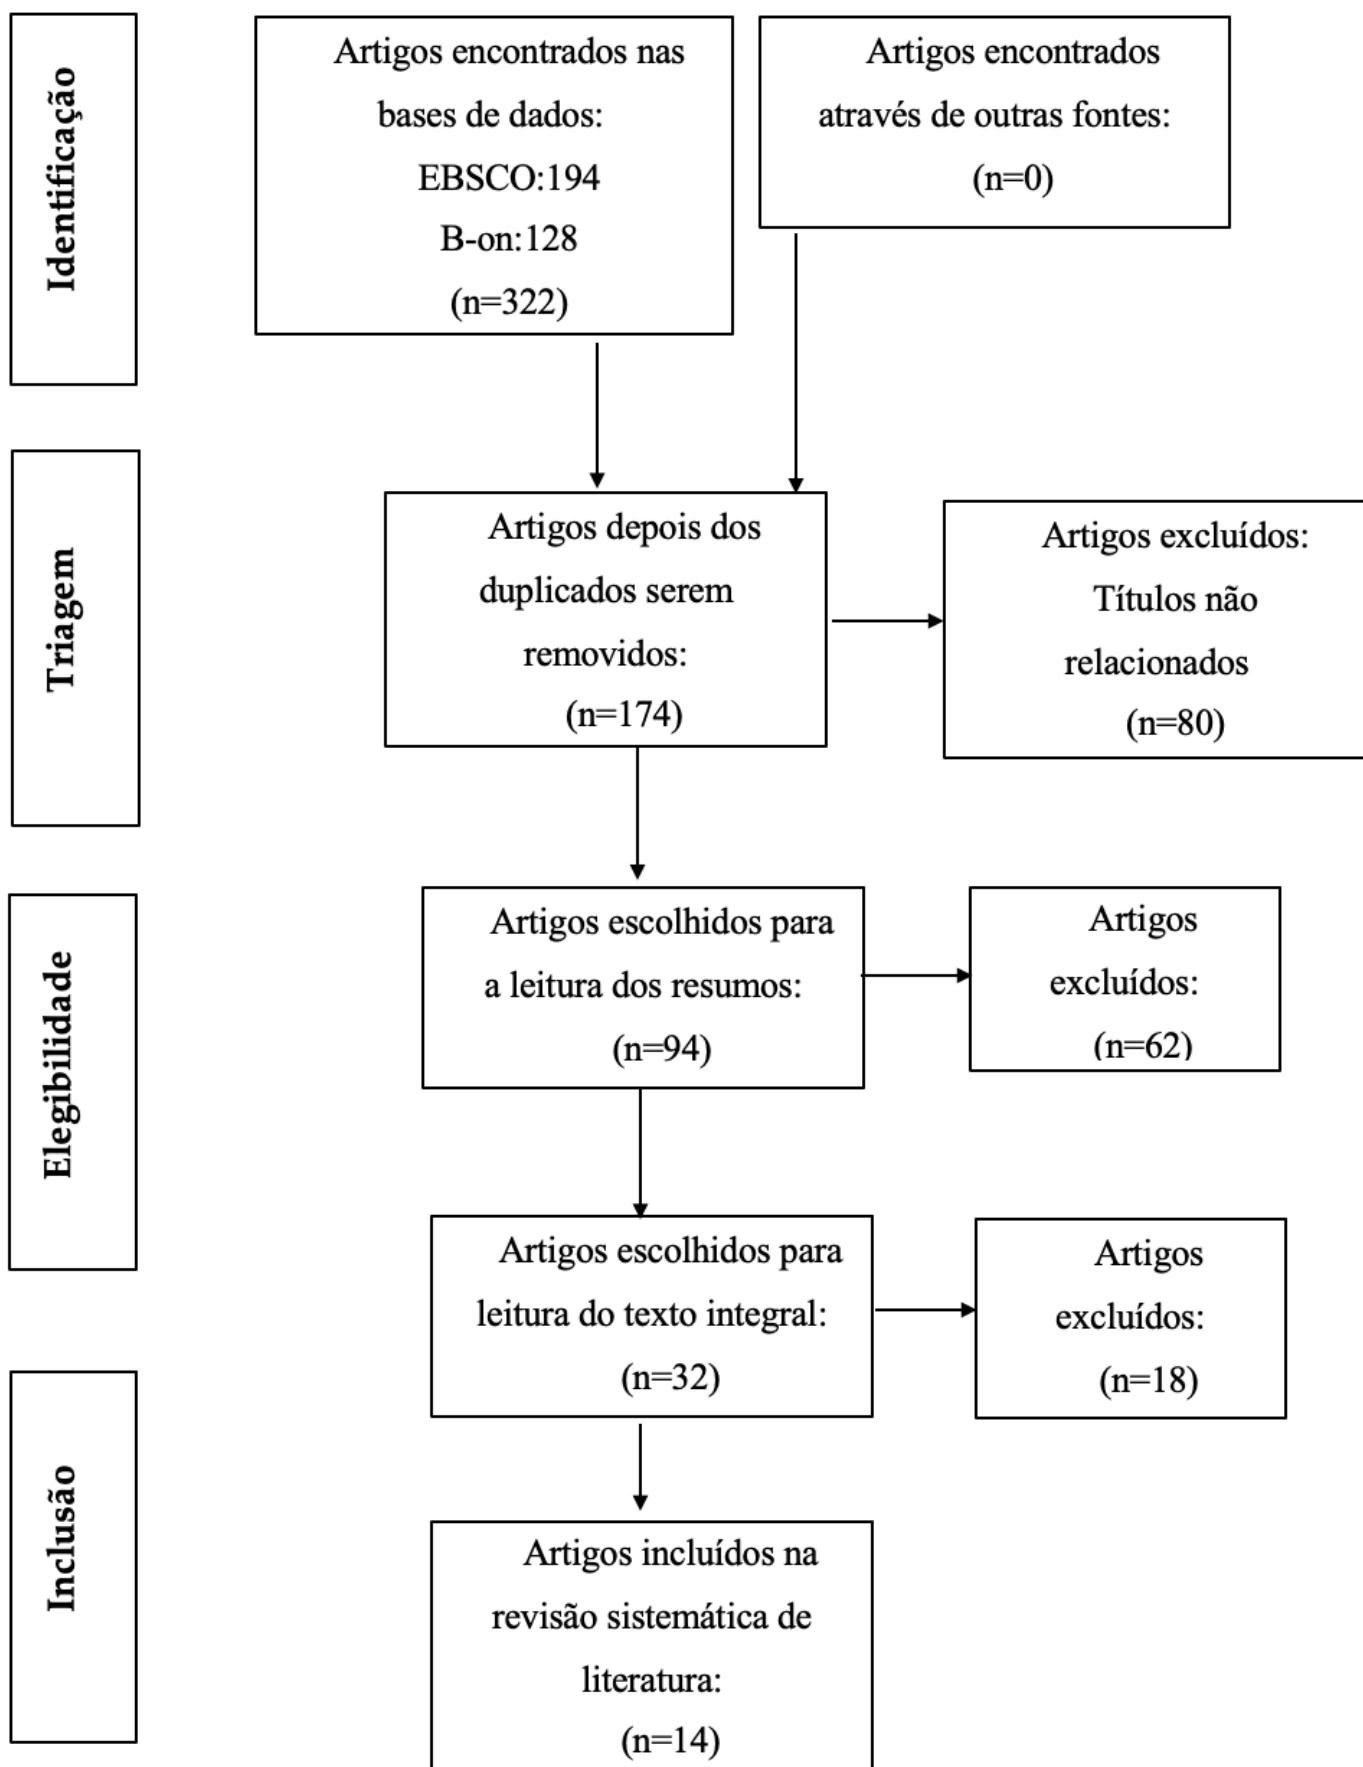 Identificação
Artigos encontrados nas
bases de dados:
EBSCO:194
B-on:128
(n=322)
Artigos encontrados
através de outras fontes:
(n=0)
Triagem
Artigos depois dos
duplicados serem
removidos:
(n=174)
Artigos excluídos:
Títulos não
relacionados
(n=80)
Elegibilidade
Artigos escolhidos para
a leitura dos resumos:
(n=94)
Artigos
excluídos:
(n=62)
Artigos escolhidos para
leitura do texto integral:
(n=32)
Artigos
excluídos:
(n=18)
Inclusão
Artigos incluídos na
revisão sistemática de
literatura:
(n=14)